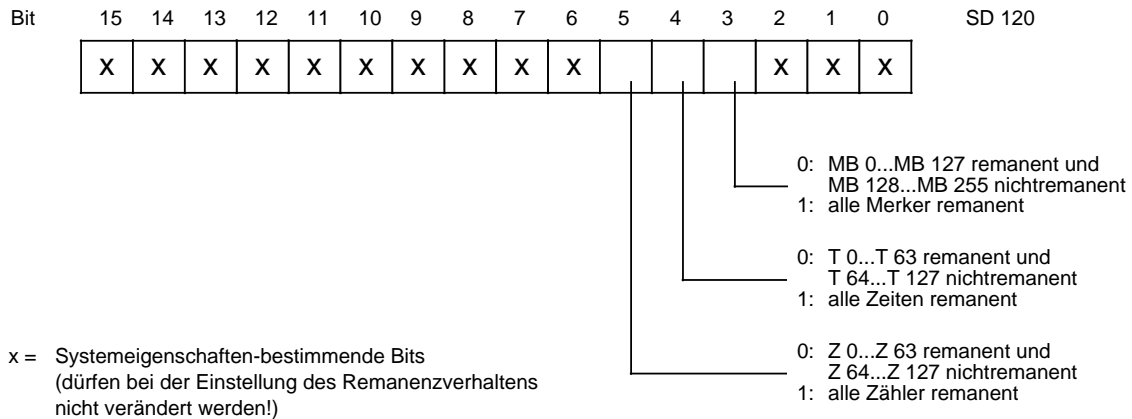 Bit 15 14 13 12 11 10 9 8 7 6 5 4 3 2 1 0 SD 120
x x x x x x x x x x x x x
0: MB 0...MB 127 remanent und
MB 128...MB 255 nichtremanent
1: alle Merker remanent
0: T 0...T 63 remanent und
T 64...T 127 nichtremanent
1: alle Zeiten remanent
0: Z 0...Z 63 remanent und
Z 64...Z 127 nichtremanent
1: alle Zähler remanent
x = Systemeigenschaften-bestimmende Bits
(dürfen bei der Einstellung des Remanenzverhaltens
nicht verändert werden!)